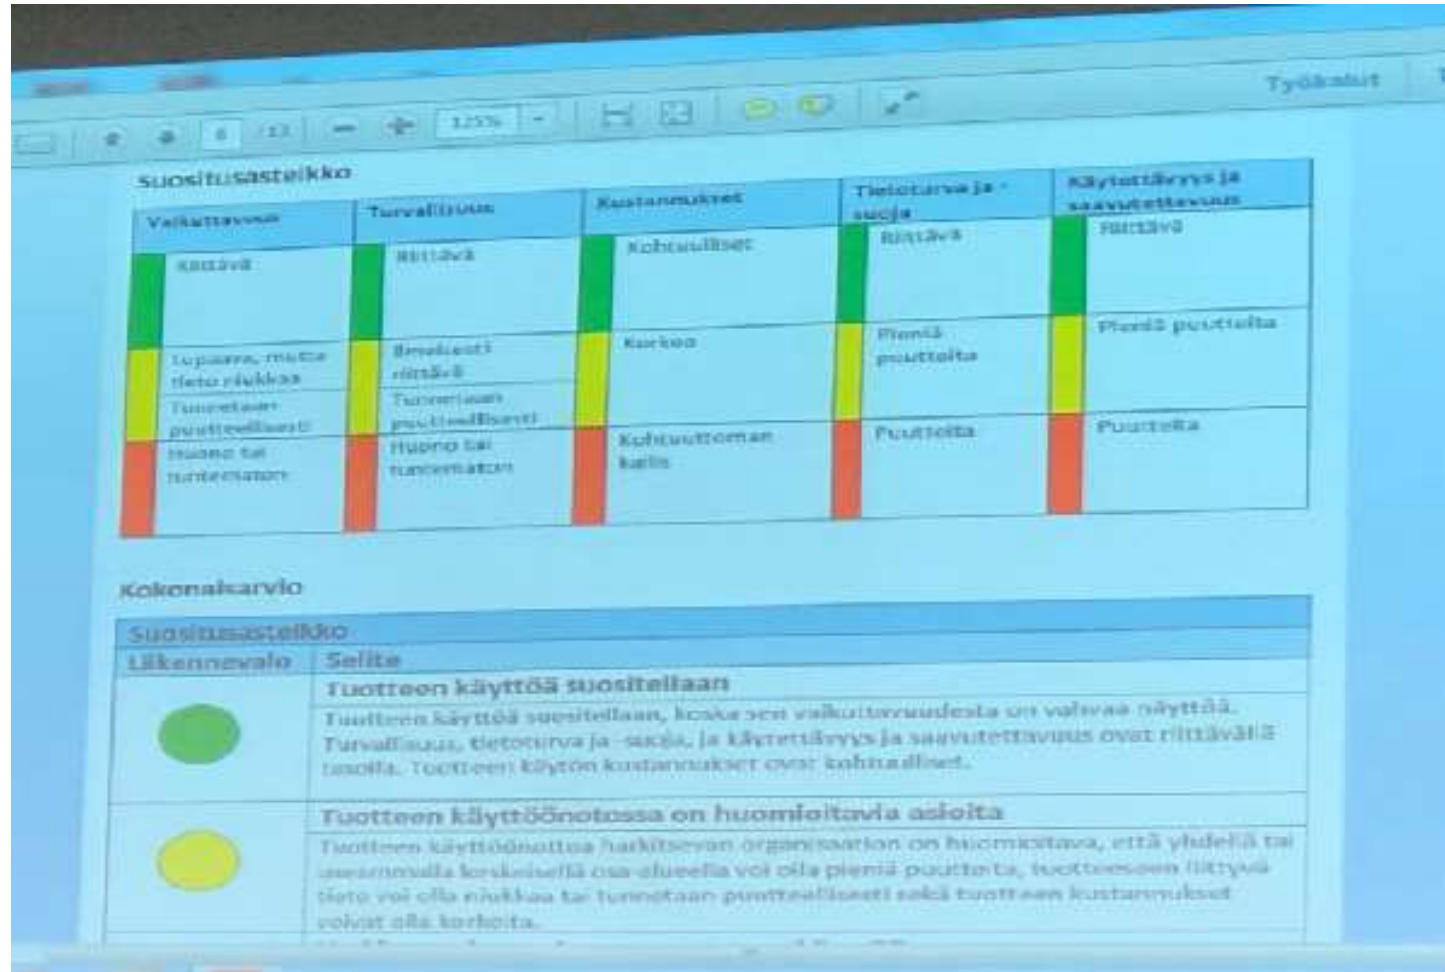 Työkalut
6 /13 125%
Suositusasteikko
Vaikuttavuus Turvallisuus Kustannukset Tietoturva ja -suoja Käytettävyys ja saavutettavuus
Riittävä Riittävä Kohtuulliset Riittävä Riittävä
Lupaava, mutta tieto niukkaa
Tunnetaan puutteellisesti
Ilmeisesti riittävä
Tunnetaan puutteellisesti
Korkea
Pieniä puutteita
Pieniä puutteita
Huono tai tuntematon
Huono tai tuntematon
Kohtuuttoman kallis
Puutteita
Puutteita
Kokonaisarvio
Suositusasteikko
Liikennevalo Selite
Tuotteen käyttöä suositellaan
Tuotteen käyttöä suositellaan, koska sen vaikuttavuudesta on vahvaa näyttöä.
Turvallisuus, tietoturva ja -suoja, ja käytettävyys ja saavutettavuus ovat riittävällä
tasolla. Tuotteen käytön kustannukset ovat kohtuulliset.
Tuotteen käyttöönotossa on huomioitavia asioita
Tuotteen käyttöönottoa harkitsevan organisaation on huomioitava, että yhdellä tai
useammalla keskeisellä osa-alueella voi olla pieniä puutteita, tuotteeseen liittyvä
tieto voi olla niukkaa tai tunnetaan puutteellisesti sekä tuotteen kustannukset
voivat olla korkeita.